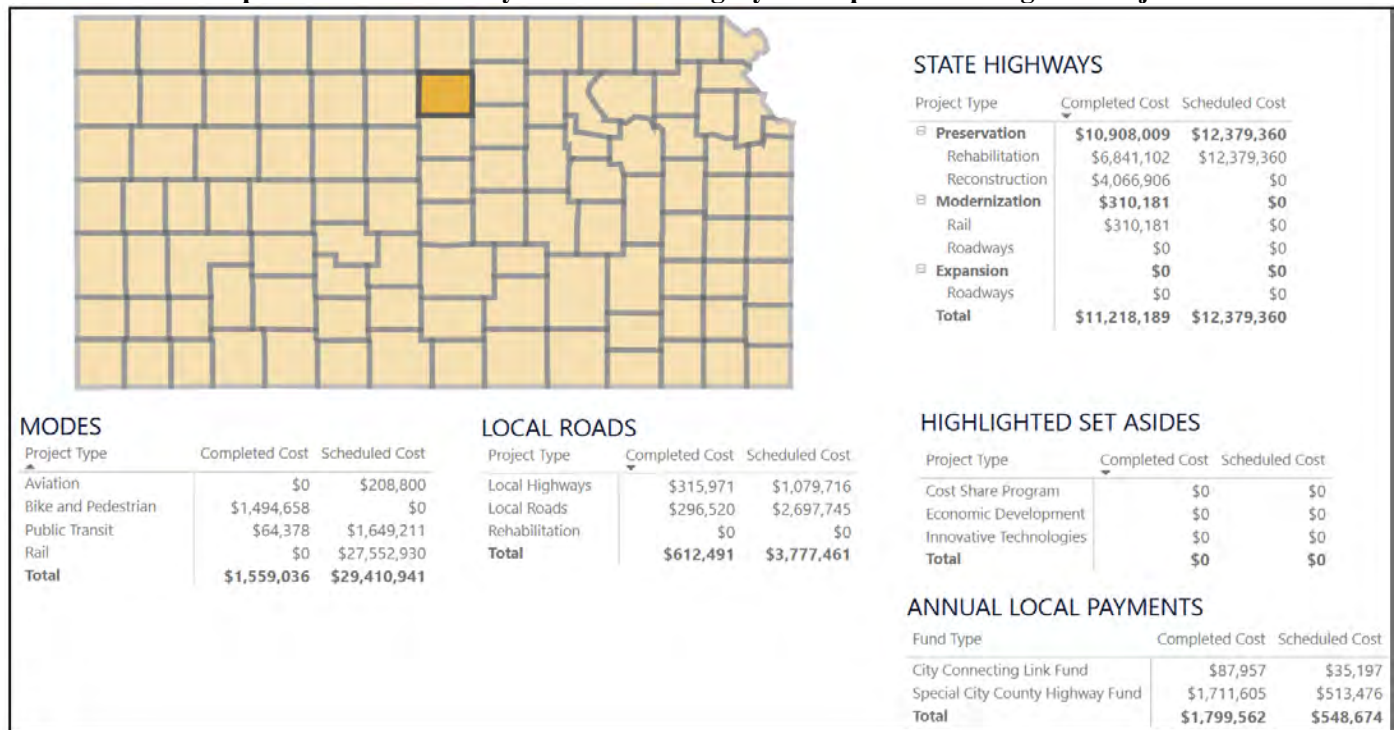 STATE HIGHWAYS
Project Type Completed Cost Scheduled Cost
Preservation $10,908,009 $12,379,360
Rehabilitation $6,841,102 $12,379,360
Reconstruction $4,066,906 $0
Modernization $310,181 $0
Rail $310,181 $0
Roadways $0 $0
Expansion $0 $0
Roadways $0 $0
Total $11,218,189 $12,379,360
MODES
Project Type Completed Cost Scheduled Cost
Aviation $0 $208,800
Bike and Pedestrian $1,494,658 $0
Public Transit $64,378 $1,649,211
Rail $0 $27,552,930
Total $1,559,036 $29,410,941
LOCAL ROADS
Project Type Completed Cost Scheduled Cost
Local Highways $315,971 $1,079,716
Local Roads $296,520 $2,697,745
Rehabilitation $0 $0
Total $612,491 $3,777,461
HIGHLIGHTED SET ASIDES
Project Type Completed Cost Scheduled Cost
Cost Share Program $0 $0
Economic Development $0 $0
Innovative Technologies $0 $0
Total $0 $0
ANNUAL LOCAL PAYMENTS
Fund Type Completed Cost Scheduled Cost
City Connecting Link Fund $87,957 $35,197
Special City County Highway Fund $1,711,605 $513,476
Total $1,799,562 $548,674